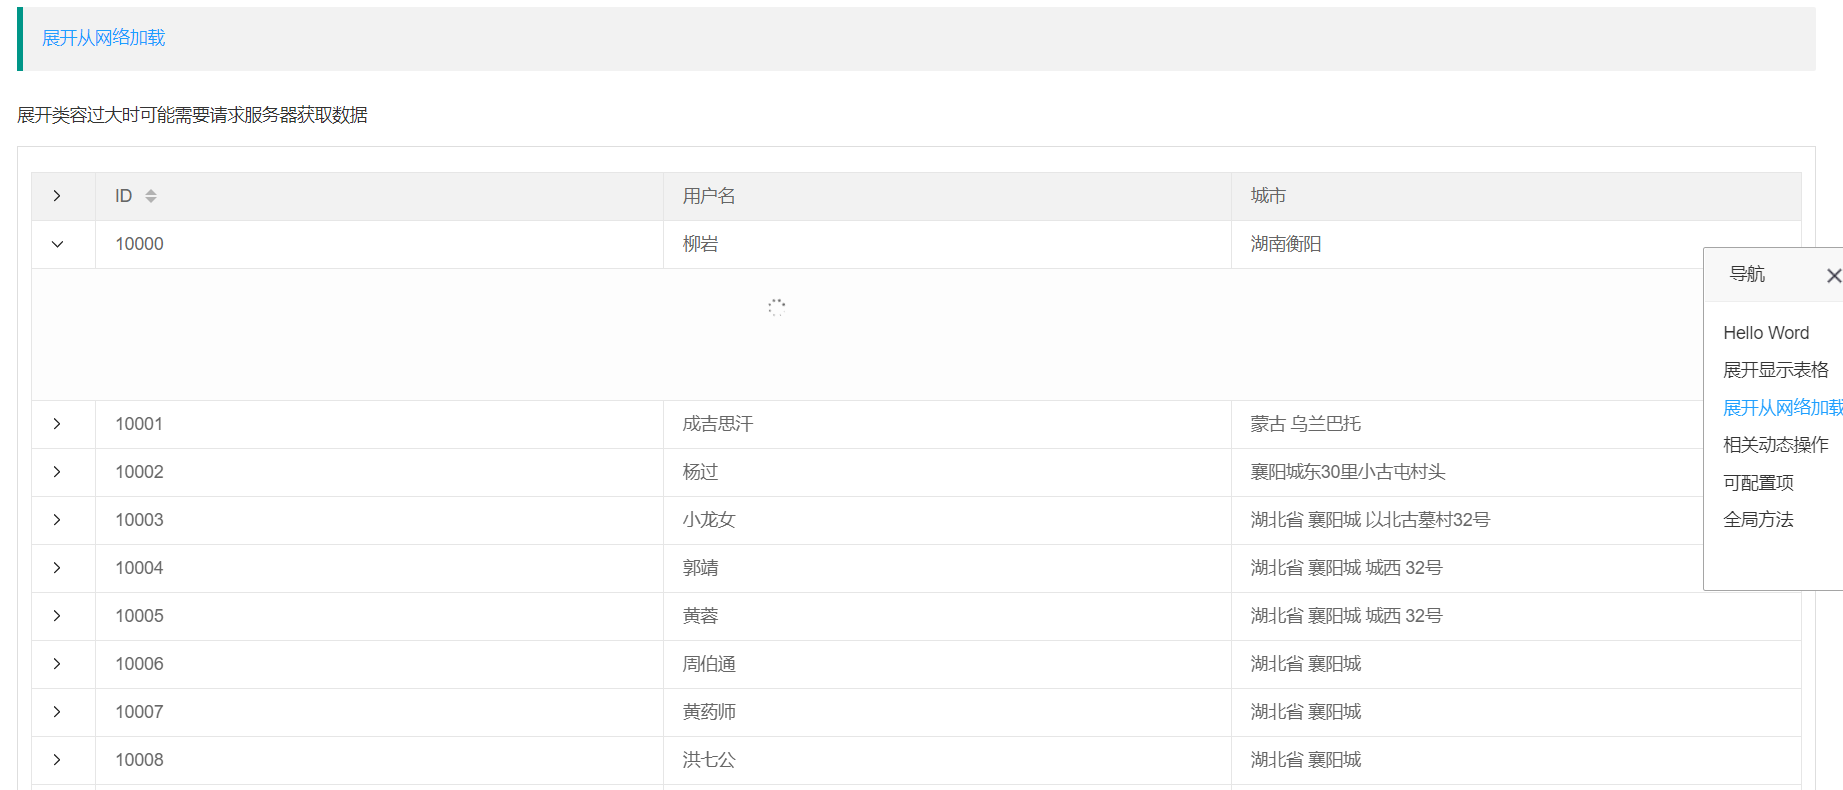 展开从网络加载
展开类容过大时可能需要请求服务器获取数据
ID 用户名 城市
10000 柳岩 湖南衡阳
10001 成吉思汗 蒙古 乌兰巴托
10002 杨过 襄阳城东30里小古屯村头
10003 小龙女 湖北省 襄阳城 以北古墓村32号
10004 郭靖 湖北省 襄阳城 城西 32号
10005 黄蓉 湖北省 襄阳城 城西 32号
10006 周伯通 湖北省 襄阳城
10007 黄药师 湖北省 襄阳城
10008 洪七公 湖北省 襄阳城
导航
Hello Word
展开显示表格
展开从网络加载
相关动态操作
可配置项
全局方法